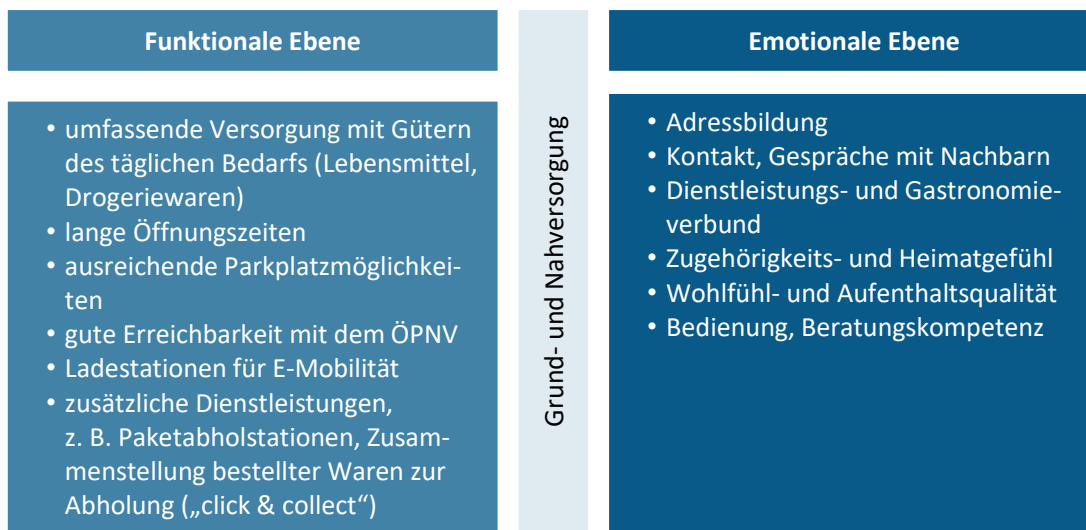 Funktionale Ebene
• umfassende Versorgung mit Gütern
des täglichen Bedarfs (Lebensmittel,
Drogeriewaren)
• lange Öffnungszeiten
• ausreichende Parkplatzmöglichkei-
ten
• gute Erreichbarkeit mit dem ÖPNV
• Ladestationen für E-Mobilität
• zusätzliche Dienstleistungen,
z. B. Paketabholstationen, Zusam-
menstellung bestellter Waren zur
Abholung („click & collect“)
Grund- und Nahversorgung
Emotionale Ebene
• Adressbildung
• Kontakt, Gespräche mit Nachbarn
• Dienstleistungs- und Gastronomie-
verbund
• Zugehörigkeits- und Heimatgefühl
• Wohlfühl- und Aufenthaltsqualität
• Bedienung, Beratungskompetenz